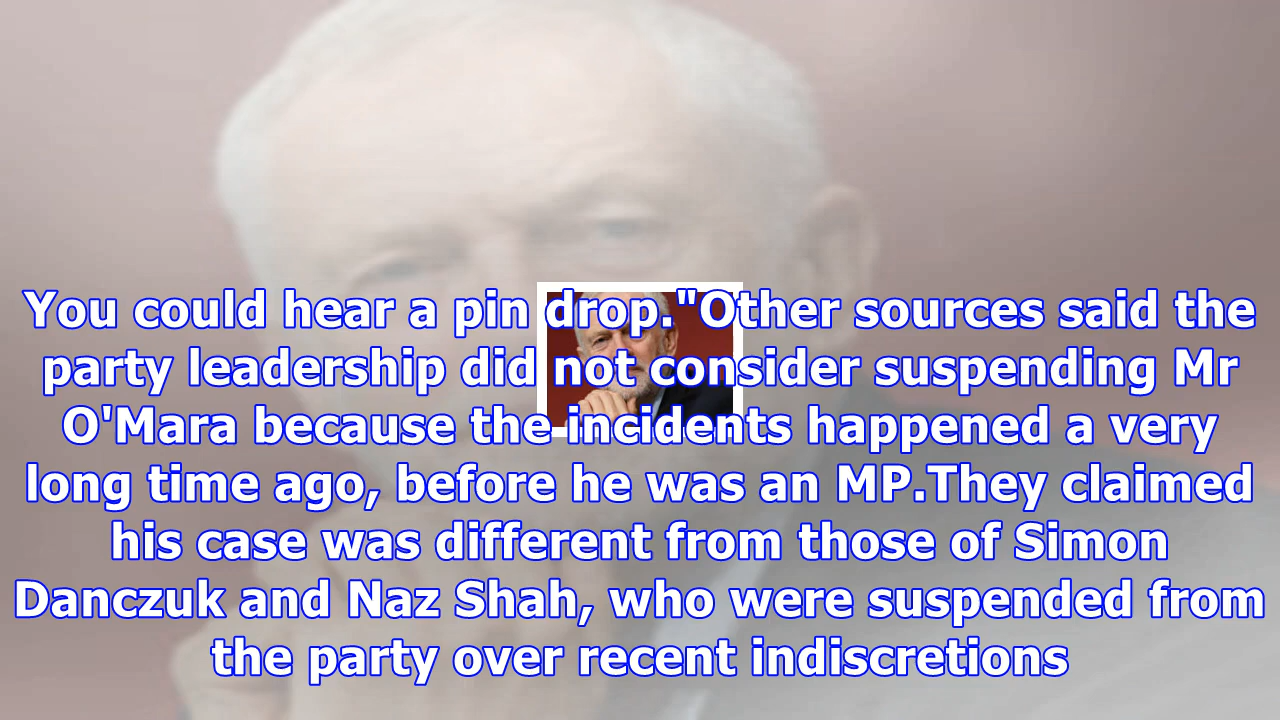 You could hear a pin drop. "Other sources said the
party leadership did not consider suspending Mr
O'Mara because the incidents happened a very
long time ago, before he was an MP.They claimed
his case was different from those of Simon
Danczuk and Naz Shah, who were suspended from
the party over recent indiscretions